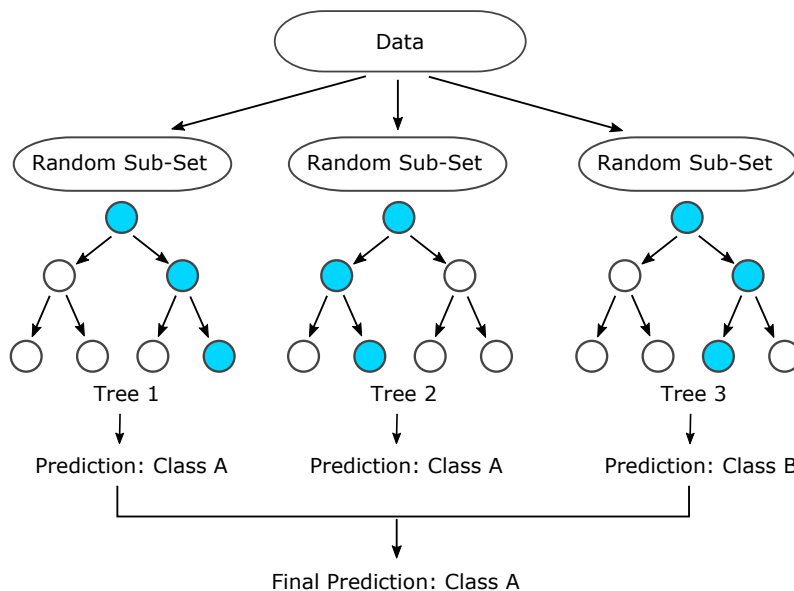 Data
Random Sub-Set
Random Sub-Set
Random Sub-Set
Tree 1
Tree 2
Tree 3
Prediction: Class A
Prediction: Class A
Prediction: Class B
Final Prediction: Class A